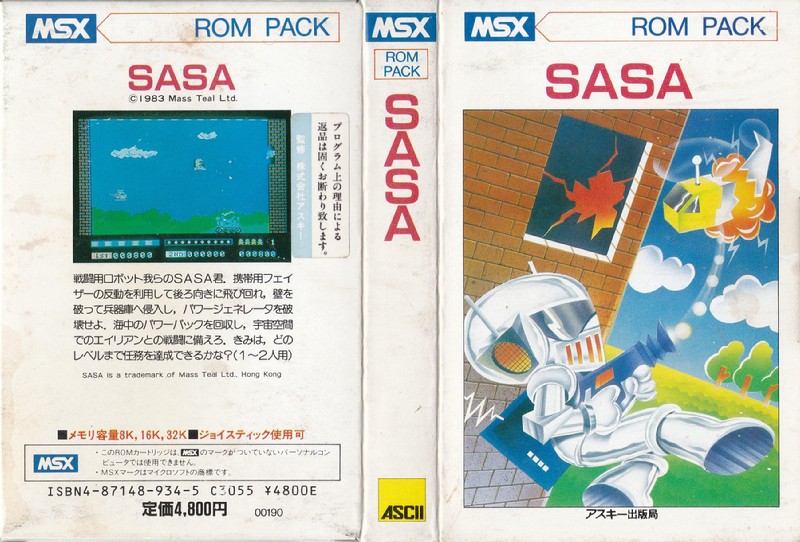 MSX
ROM PACK
SASA
©1983 Mass Teal Ltd.
プログラム上の理由による
返品は固くお断わり致します。
監修 株式会社アスキー
戦闘用ロボット我らのSASA君、携帯用フェイ
ザーの反動を利用して後ろ向きに飛び回れ。壁を
破って兵器庫へ侵入し，パワージェネレータを破
壊せよ、海中のパワーパックを回収し，宇宙空間
でのエイリアンとの戦闘に備えろ、きみは、どの
レベルまで任務を達成できるかな？(1〜2人用)
SASA is a trademark of Mass Teal Ltd., Hong Kong
■メモリ容量8K, 16K, 32K■ジョイスティック使用可
MSX
・このROMカートリッジは、MSXのマークがついていないパーソナルコン
ピュータでは使用できません。
・MSXマークはマイクロソフトの商標です。
ISBN4-87148-934-5 C3055 ¥4800E
定価4,800円
00190
MSX
ROM
PACK
SASA
ASCII
MSX
ROM PACK
SASA
アスキー出版局